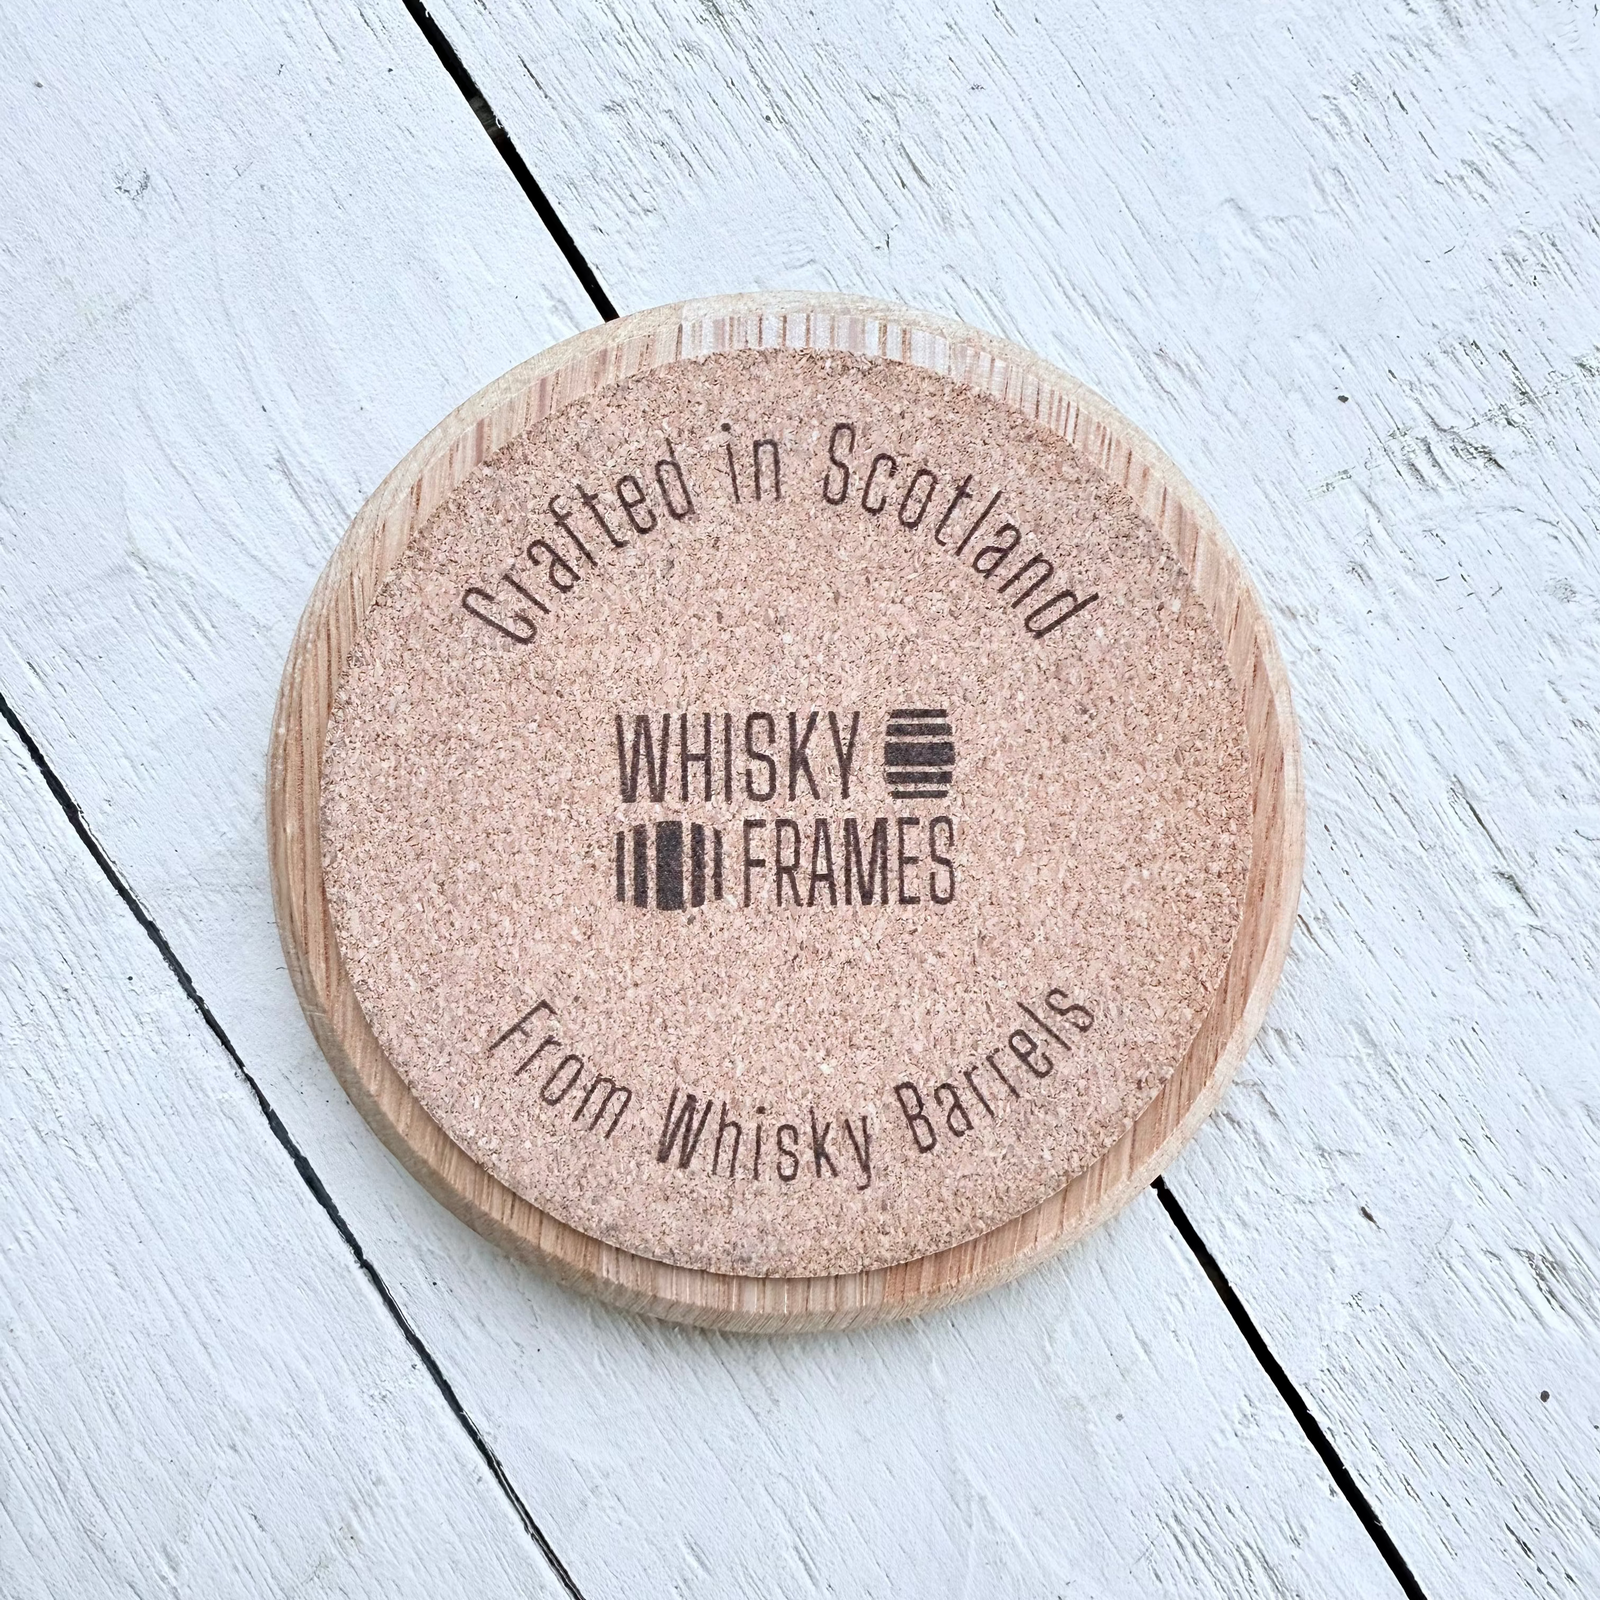 Crafted in Scotland
WHISKY
FRAMES
From Whisky Barrels